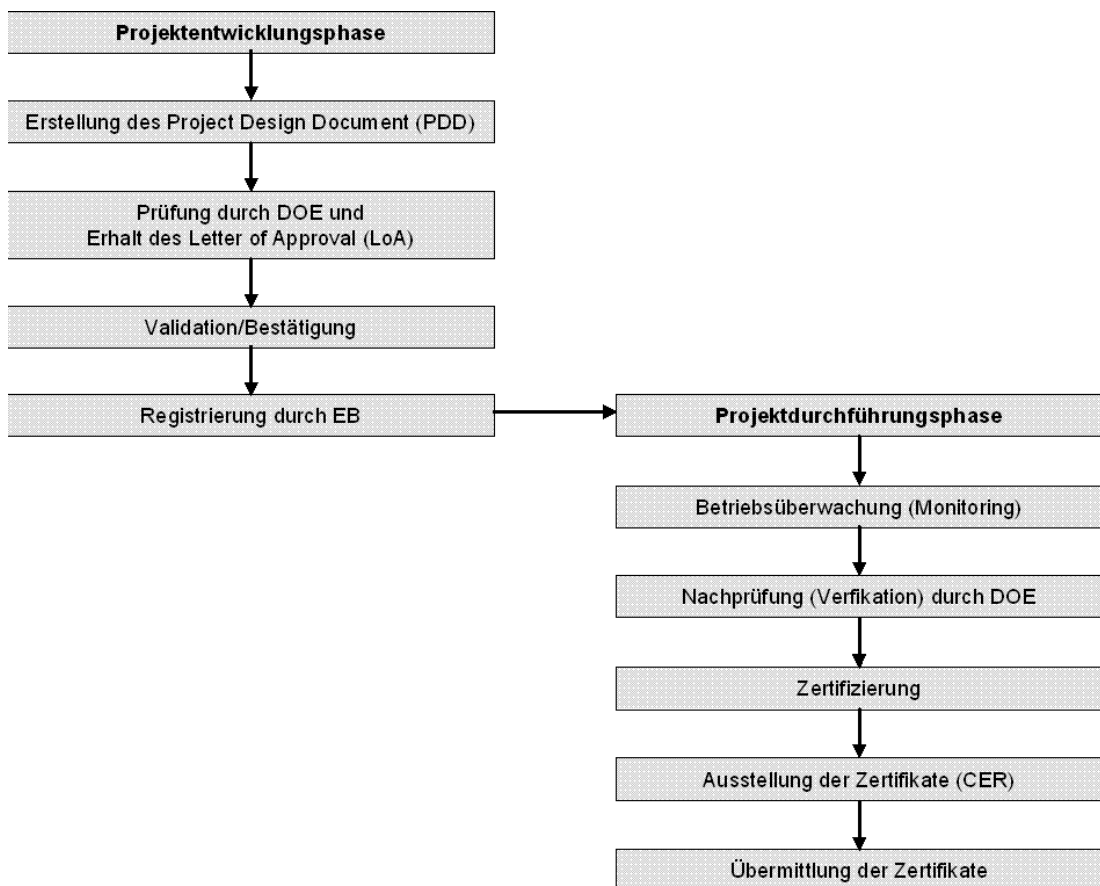 Projektentwicklungsphase
Erstellung des Project Design Document (PDD)
Prüfung durch DOE und
Erhalt des Letter of Approval (LoA)
Validation/Bestätigung
Registrierung durch EB
Projektdurchführungsphase
Betriebsüberwachung (Monitoring)
Nachprüfung (Verfikation) durch DOE
Zertifizierung
Ausstellung der Zertifikate (CER)
Übermittlung der Zertifikate